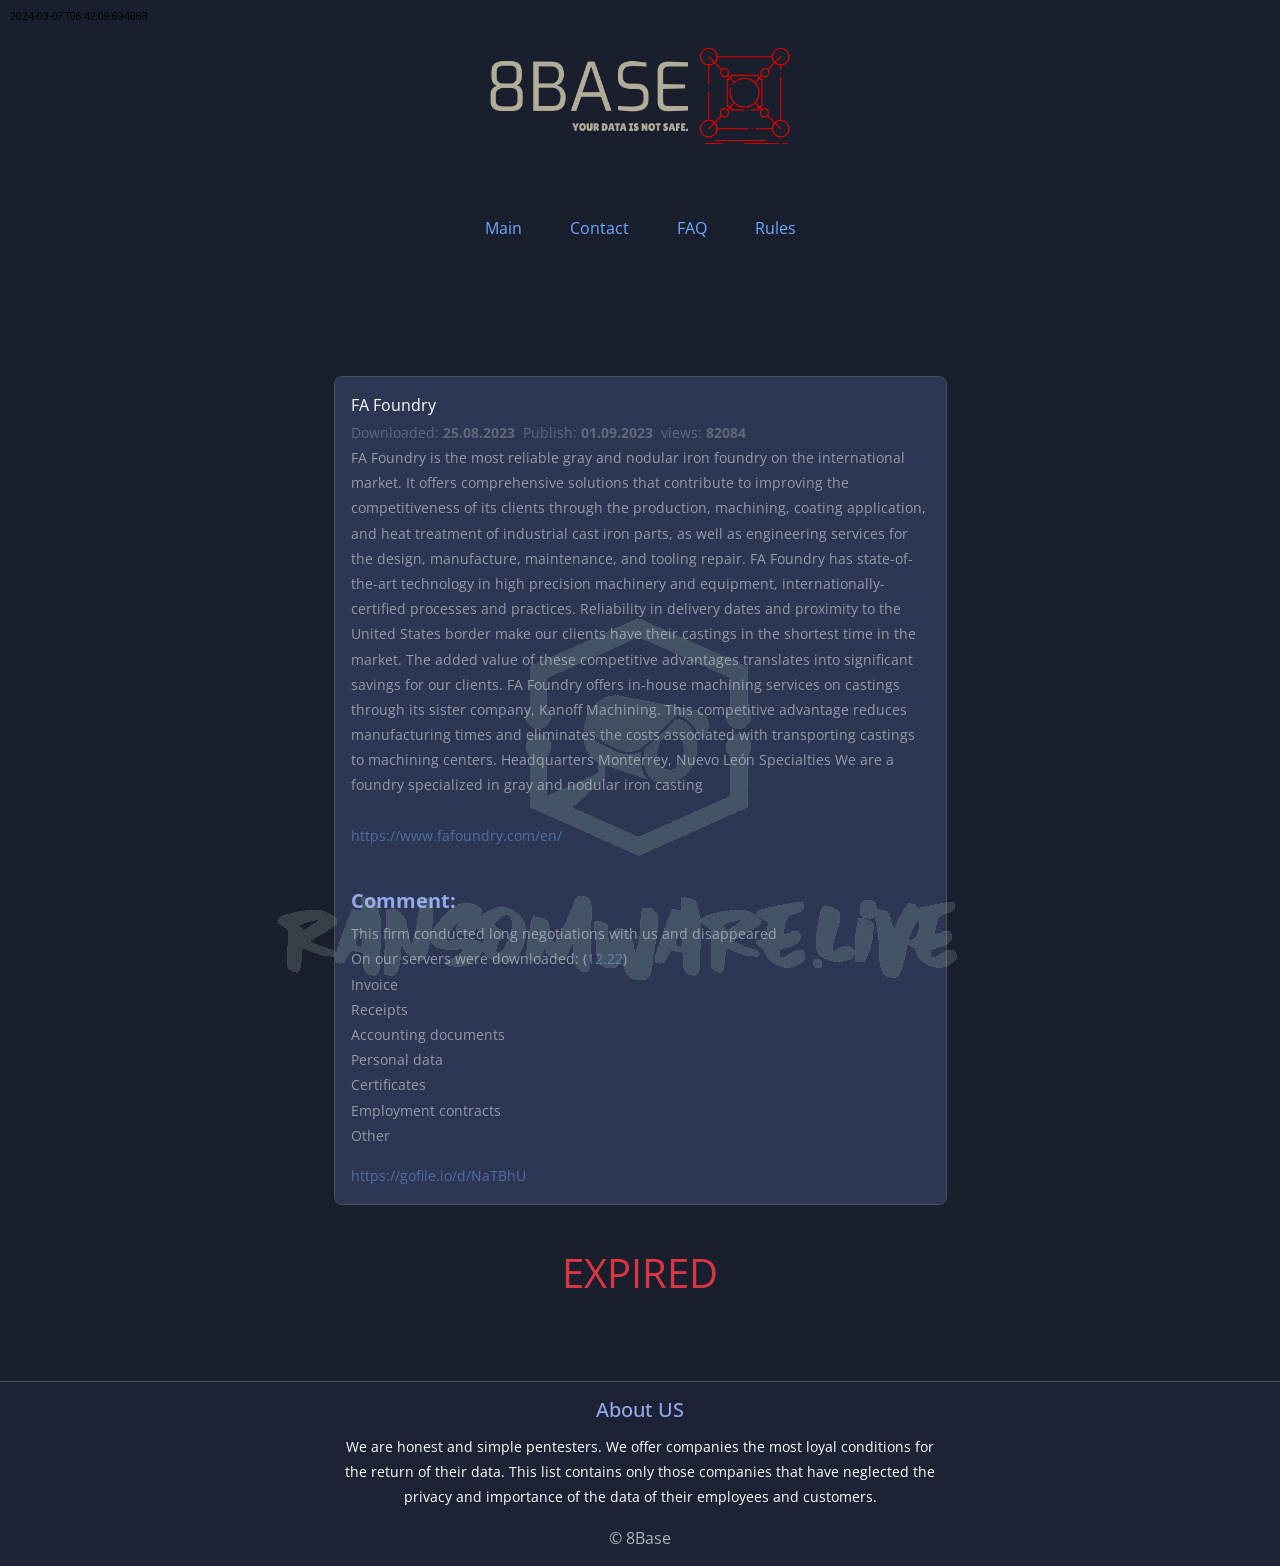 2024-03-07T06:42:09.694868
8BASE
YOUR DATA IS NOT SAFE.
Main Contact FAQ Rules
FA Foundry
Downloaded: 25.08.2023 Publish: 01.09.2023 views: 82084
FA Foundry is the most reliable gray and nodular iron foundry on the international
market. It offers comprehensive solutions that contribute to improving the
competitiveness of its clients through the production, machining, coating application,
and heat treatment of industrial cast iron parts, as well as engineering services for
the design, manufacture, maintenance, and tooling repair. FA Foundry has state-of-
the-art technology in high precision machinery and equipment, internationally-
certified processes and practices. Reliability in delivery dates and proximity to the
United States border make our clients have their castings in the shortest time in the
market. The added value of these competitive advantages translates into significant
savings for our clients. FA Foundry offers in-house machining services on castings
through its sister company, Kanoff Machining. This competitive advantage reduces
manufacturing times and eliminates the costs associated with transporting castings
to machining centers. Headquarters Monterrey, Nuevo León Specialties We are a
foundry specialized in gray and nodular iron casting
https://www.fafoundry.com/en/
Comment:
RANSOMWARE.LIVE
This firm conducted long negotiations with us and disappeared
On our servers were downloaded: (12.22)
Invoice
Receipts
Accounting documents
Personal data
Certificates
Employment contracts
Other
https://gofile.io/d/NaTBhU
EXPIRED
About US
We are honest and simple pentesters. We offer companies the most loyal conditions for
the return of their data. This list contains only those companies that have neglected the
privacy and importance of the data of their employees and customers.
© 8Base